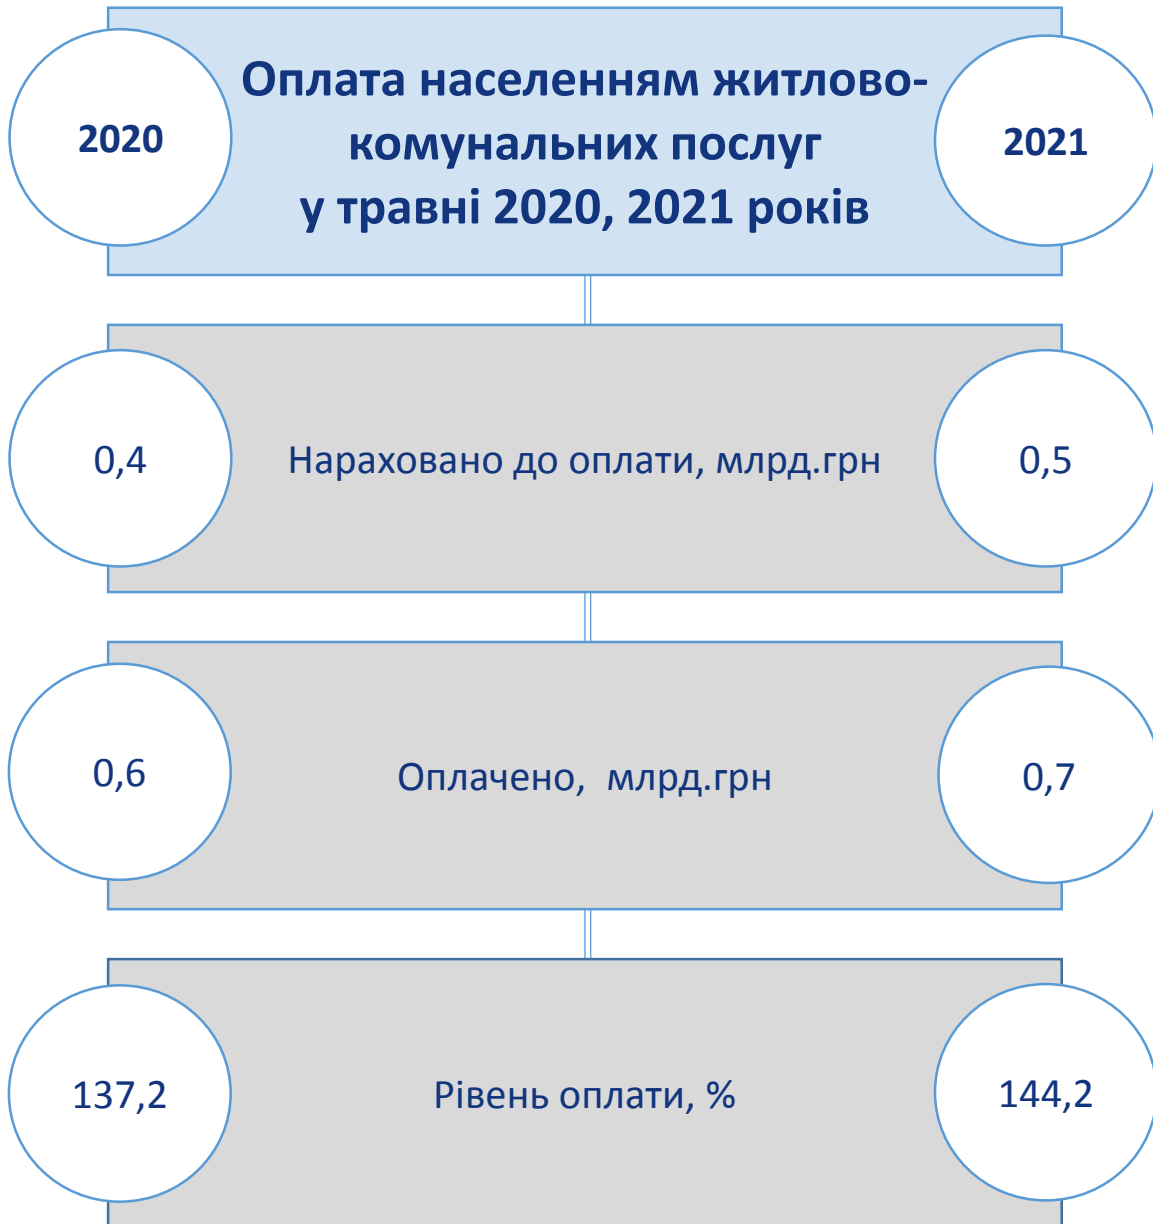 2020
Оплата населенням житлово-
комунальних послуг
у травні 2020, 2021 років
2021
0,4
Нараховано до оплати, млрд.грн
0,5
0,6
Оплачено, млрд.грн
0,7
137,2
Рівень оплати, %
144,2